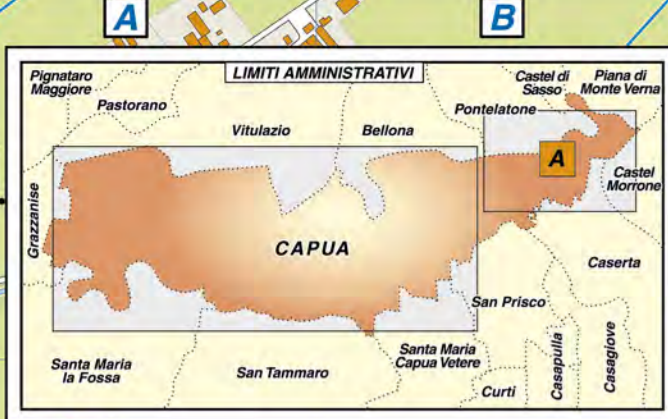 A
B
LIMITI AMMINISTRATIVI
Pignataro
Maggiore
Pastorano
Vitulazio
Bellona
Castel di
Sasso
Piana di
Monte Verna
Pontelatone
A
Castel
Morrone
Grazzanise
CAPUA
Caserta
San Prisco
Santa Maria
la Fossa
San Tammaro
Santa Maria
Capua Vetere
Curti
Casapulla
Casagiove